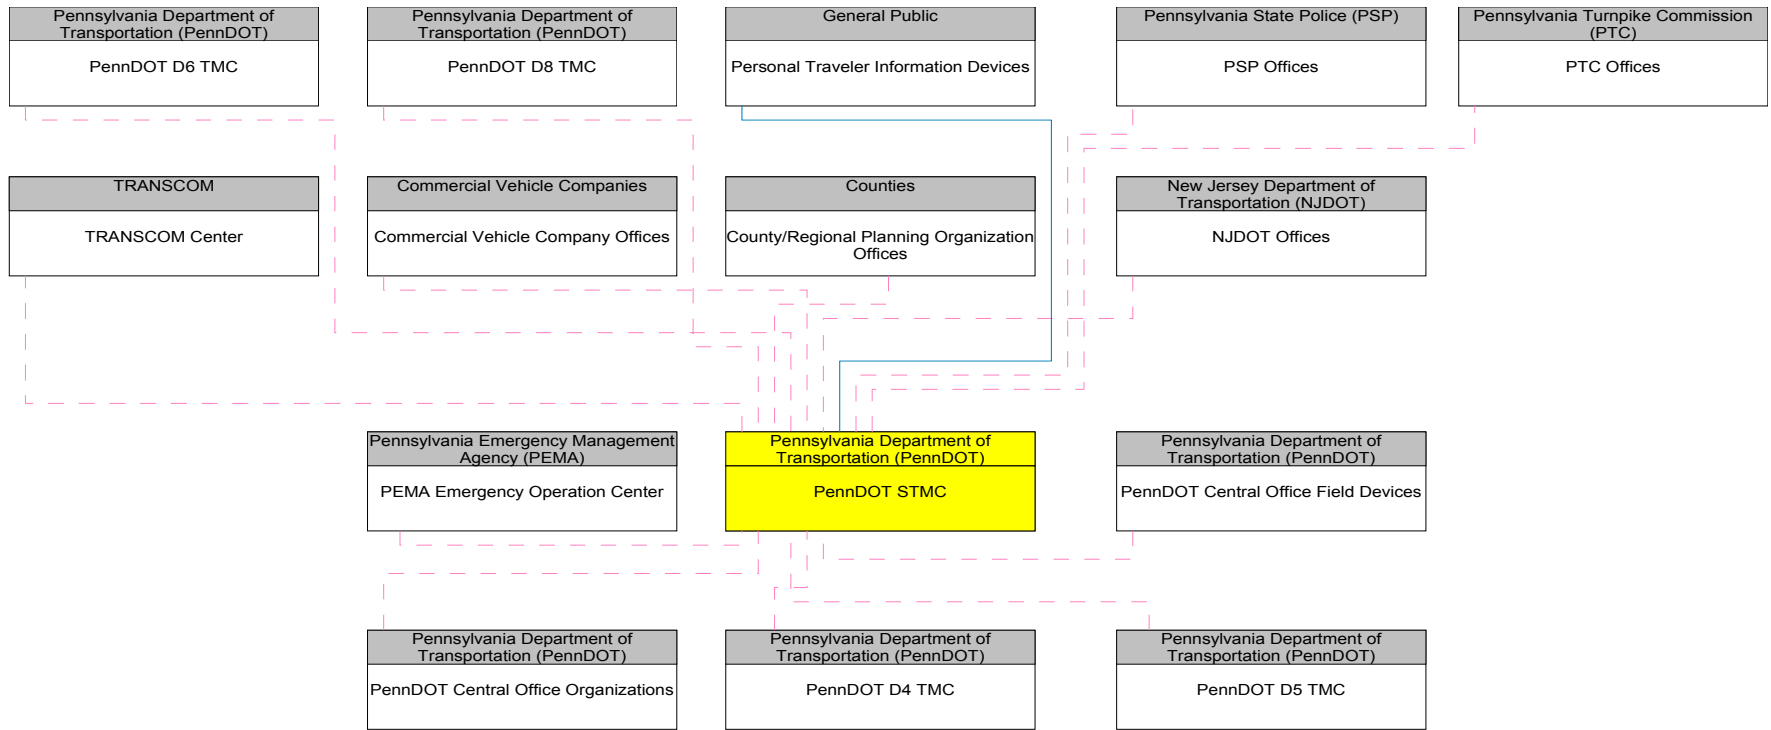 Pennsylvania Department of
Transportation (PennDOT)
PennDOT D6 TMC
Pennsylvania Department of
Transportation (PennDOT)
PennDOT D8 TMC
General Public
Personal Traveler Information Devices
Pennsylvania State Police (PSP)
PSP Offices
Pennsylvania Turnpike Commission
(PTC)
PTC Offices
TRANSCOM
TRANSCOM Center
Commercial Vehicle Companies
Commercial Vehicle Company Offices
Counties
County/Regional Planning Organization
Offices
New Jersey Department of
Transportation (NJDOT)
NJDOT Offices
Pennsylvania Emergency Management
Agency (PEMA)
PEMA Emergency Operation Center
Pennsylvania Department of
Transportation (PennDOT)
PennDOT STMC
Pennsylvania Department of
Transportation (PennDOT)
PennDOT Central Office Field Devices
Pennsylvania Department of
Transportation (PennDOT)
PennDOT Central Office Organizations
Pennsylvania Department of
Transportation (PennDOT)
PennDOT D4 TMC
Pennsylvania Department of
Transportation (PennDOT)
PennDOT D5 TMC